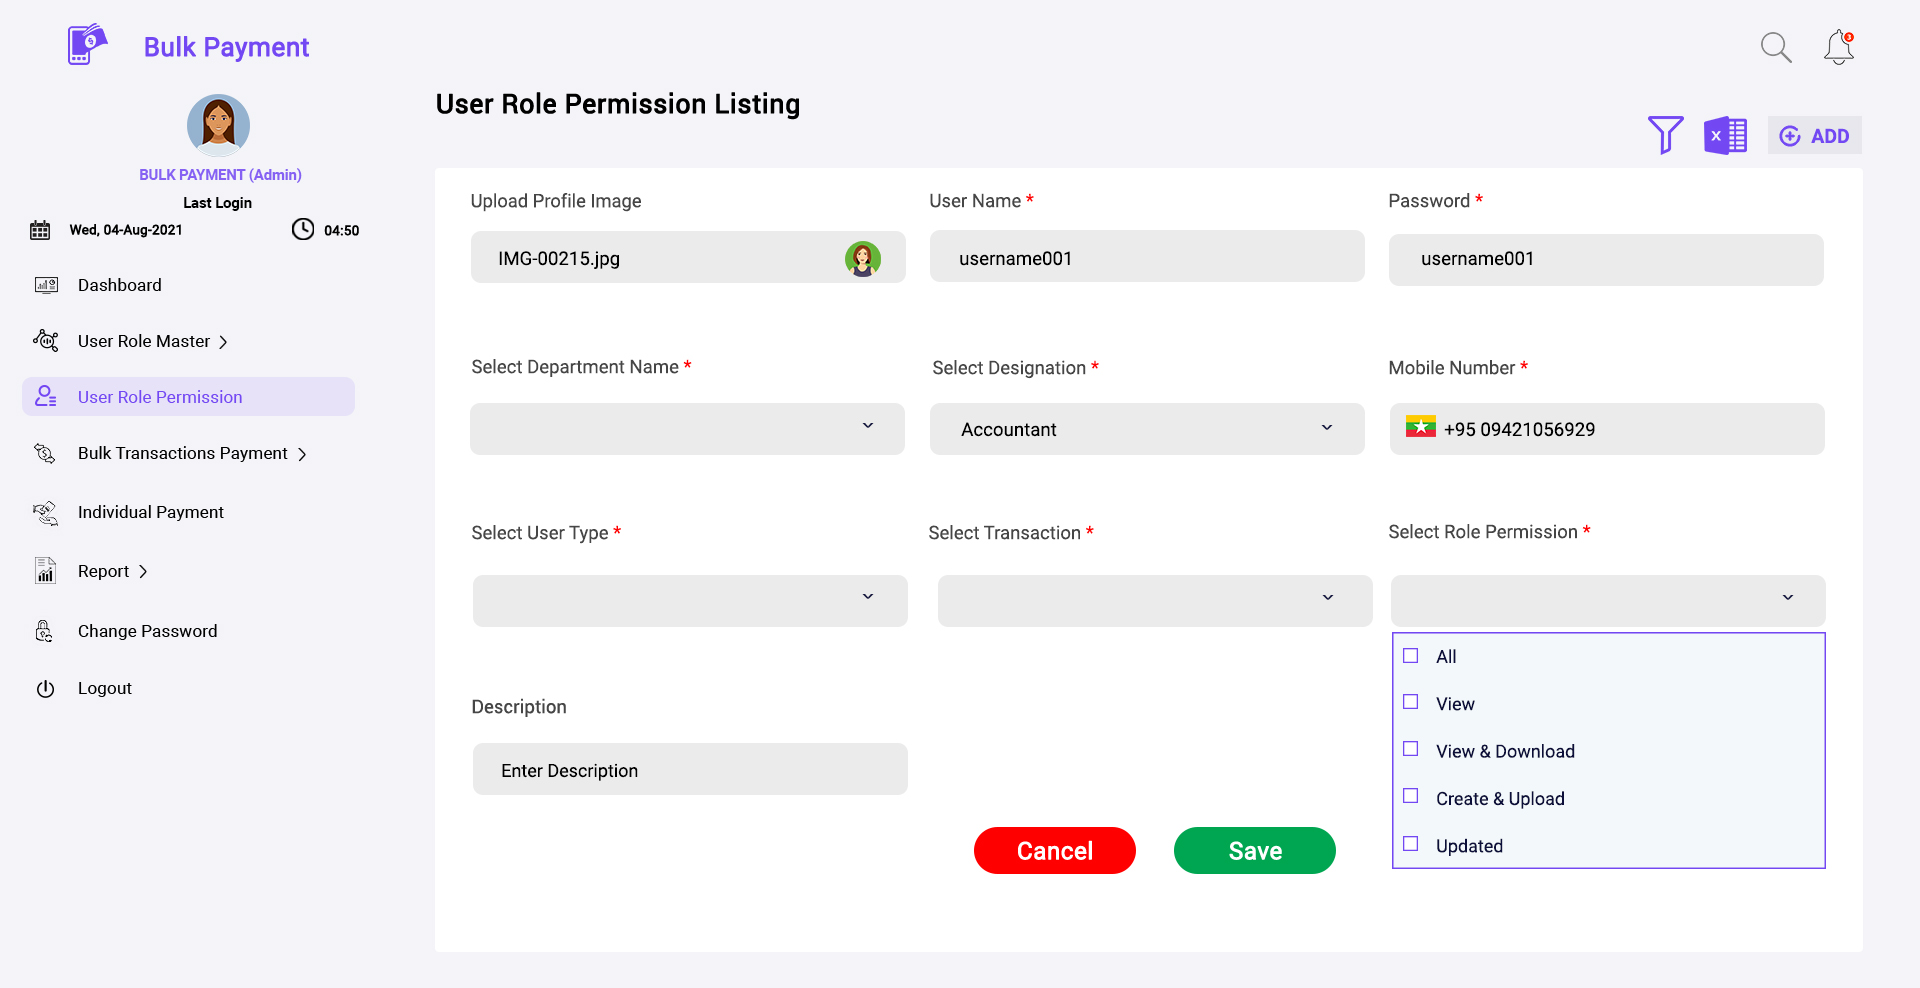 Bulk Payment
3
BULK PAYMENT (Admin)
Last Login
Wed, 04-Aug-2021
04:50
Dashboard
User Role Master
User Role Permission
Bulk Transactions Payment
Individual Payment
Report
Change Password
Logout
User Role Permission Listing
X
ADD
Upload Profile Image
User Name *
Password *
IMG-00215.jpg
username001
username001
Select Department Name *
Select Designation *
Mobile Number *
Accountant
+95 09421056929
Select User Type *
Select Transaction *
Select Role Permission *
All
View
View & Download
Create & Upload
Updated
Description
Enter Description
Cancel
Save